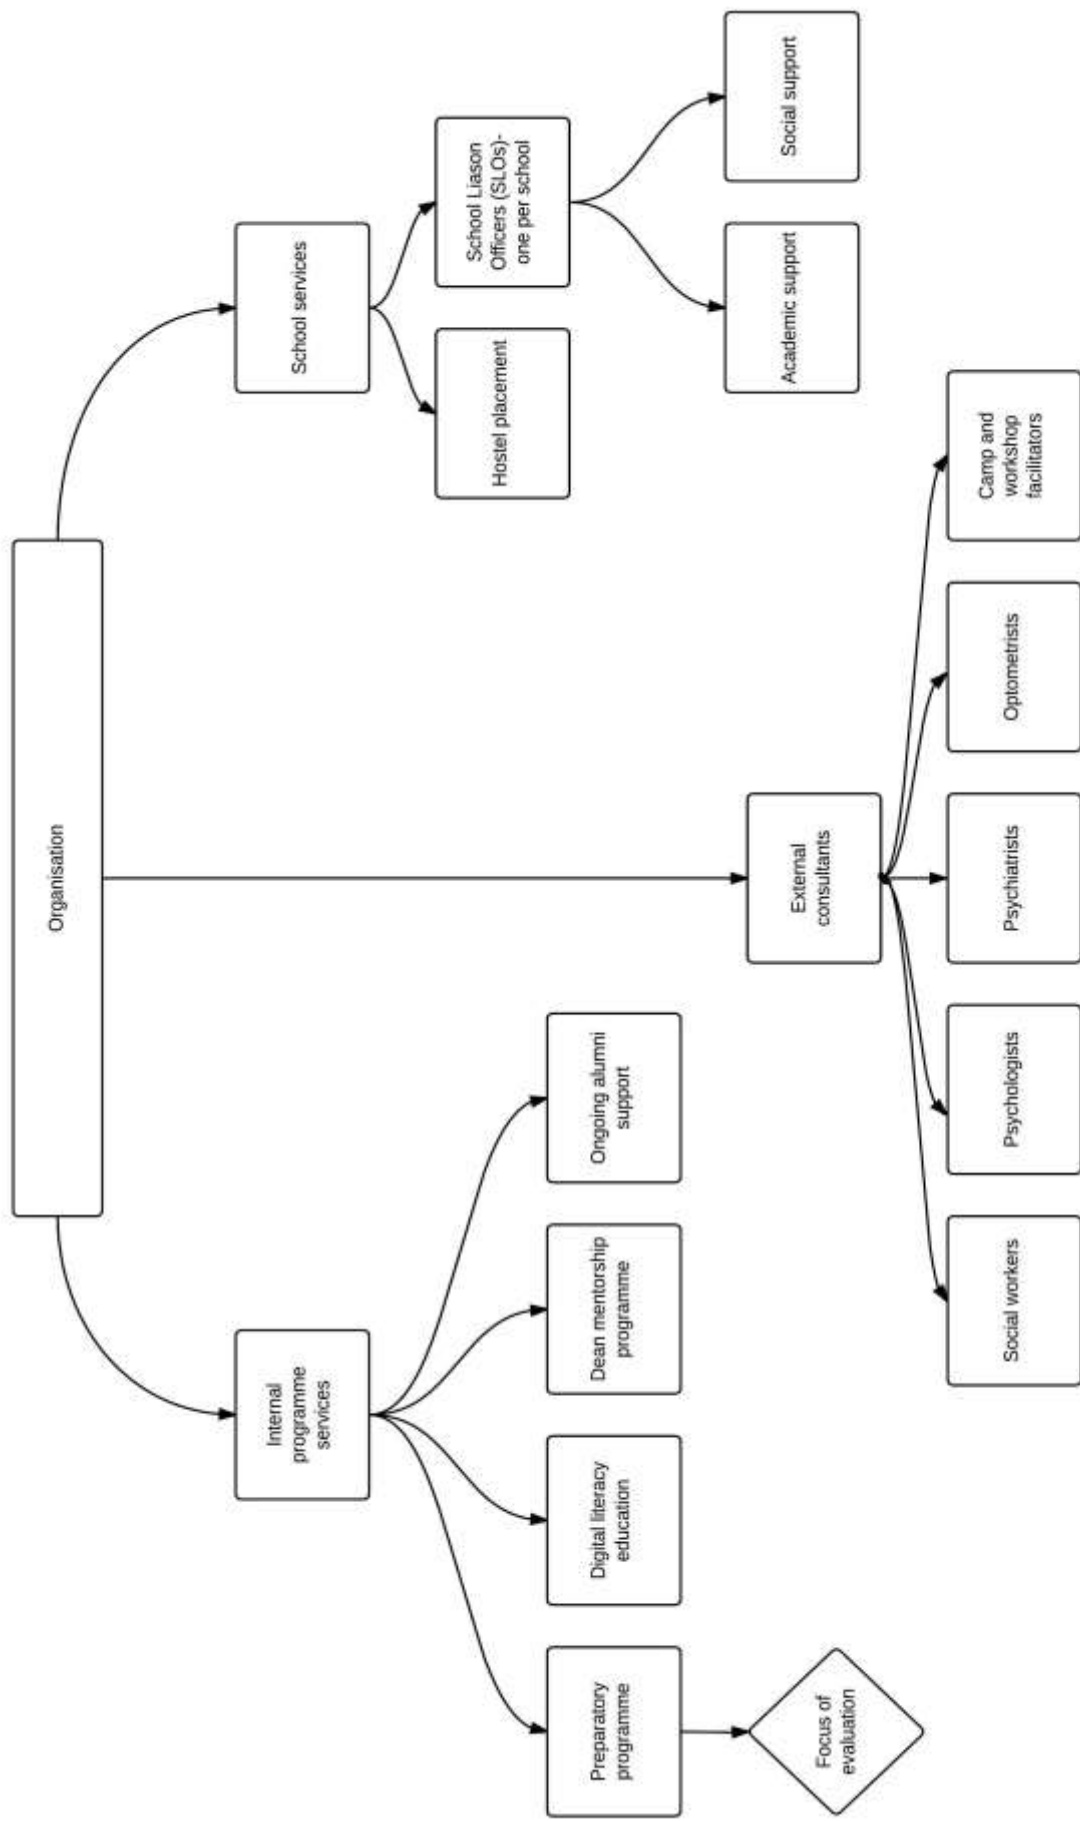 Organisation
Internal
programme
services
External
consultants
School services
Preparatory
programme
Digital literacy
education
Dean mentorship
programme
Ongoing alumni
support
Hostel placement
School Liason
Officers (SLOs)-
one per school
Focus of
evaluation
Academic support
Social support
Social workers
Psychologists
Psychiatrists
Optometrists
Camp and
workshop
facilitators